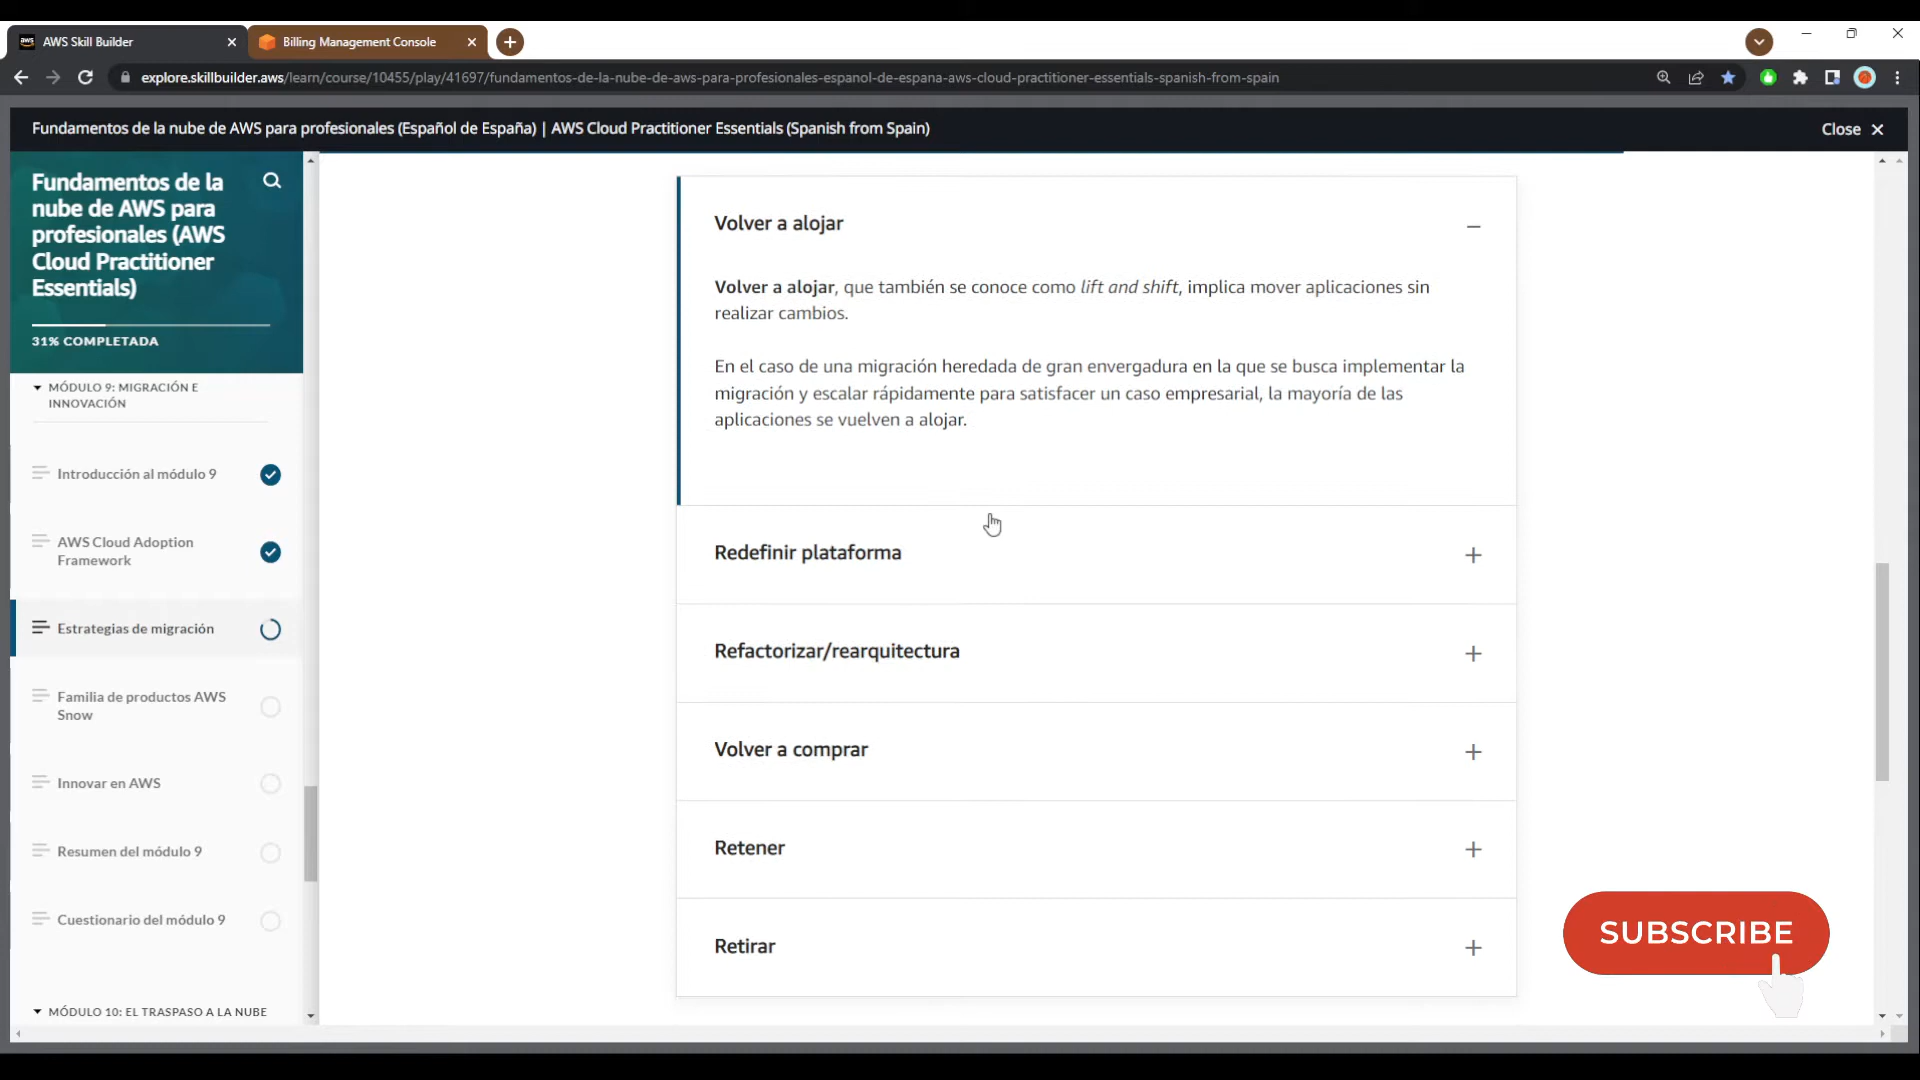 AWS Skill Builder
Billing Management Console
explore.skillbuilder.aws/learn/course/10455/play/41697/fundamentos-de-la-nube-de-aws-para-profesionales-espanol-de-espana-aws-cloud-practitioner-essentials-spanish-from-spain
Fundamentos de la nube de AWS para profesionales (Español de España) | AWS Cloud Practitioner Essentials (Spanish from Spain)
Close
Fundamentos de la
nube de AWS para
profesionales (AWS
Cloud Practitioner
Essentials)
31% COMPLETADA
MÓDULO 9: MIGRACIÓN E
INNOVACIÓN
Introducción al módulo 9
AWS Cloud Adoption
Framework
Estrategias de migración
Familia de productos AWS
Snow
Innovar en AWS
Resumen del módulo 9
Cuestionario del módulo 9
MÓDULO 10: EL TRASPASO A LA NUBE
Volver a alojar
Volver a alojar, que también se conoce como lift and shift, implica mover aplicaciones sin
realizar cambios.
En el caso de una migración heredada de gran envergadura en la que se busca implementar la
migración y escalar rápidamente para satisfacer un caso empresarial, la mayoría de las
aplicaciones se vuelven a alojar.
Redefinir plataforma
Refactorizar/rearquitectura
Volver a comprar
Retener
Retirar
SUBSCRIBE